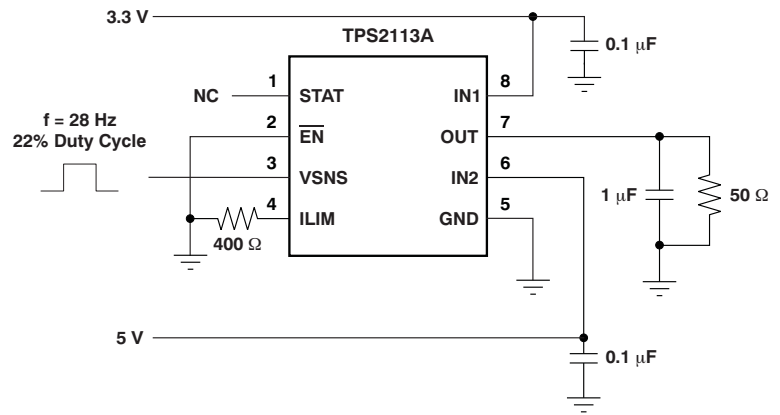 3.3 V
TPS2113A
0.1 μF
NC
1
STAT
IN1
8
f = 28 Hz
22% Duty Cycle
2
EN
OUT
7
3
VSNS
IN2
6
1 μF
50 Ω
4
ILIM
GND
5
400 Ω
5 V
0.1 μF